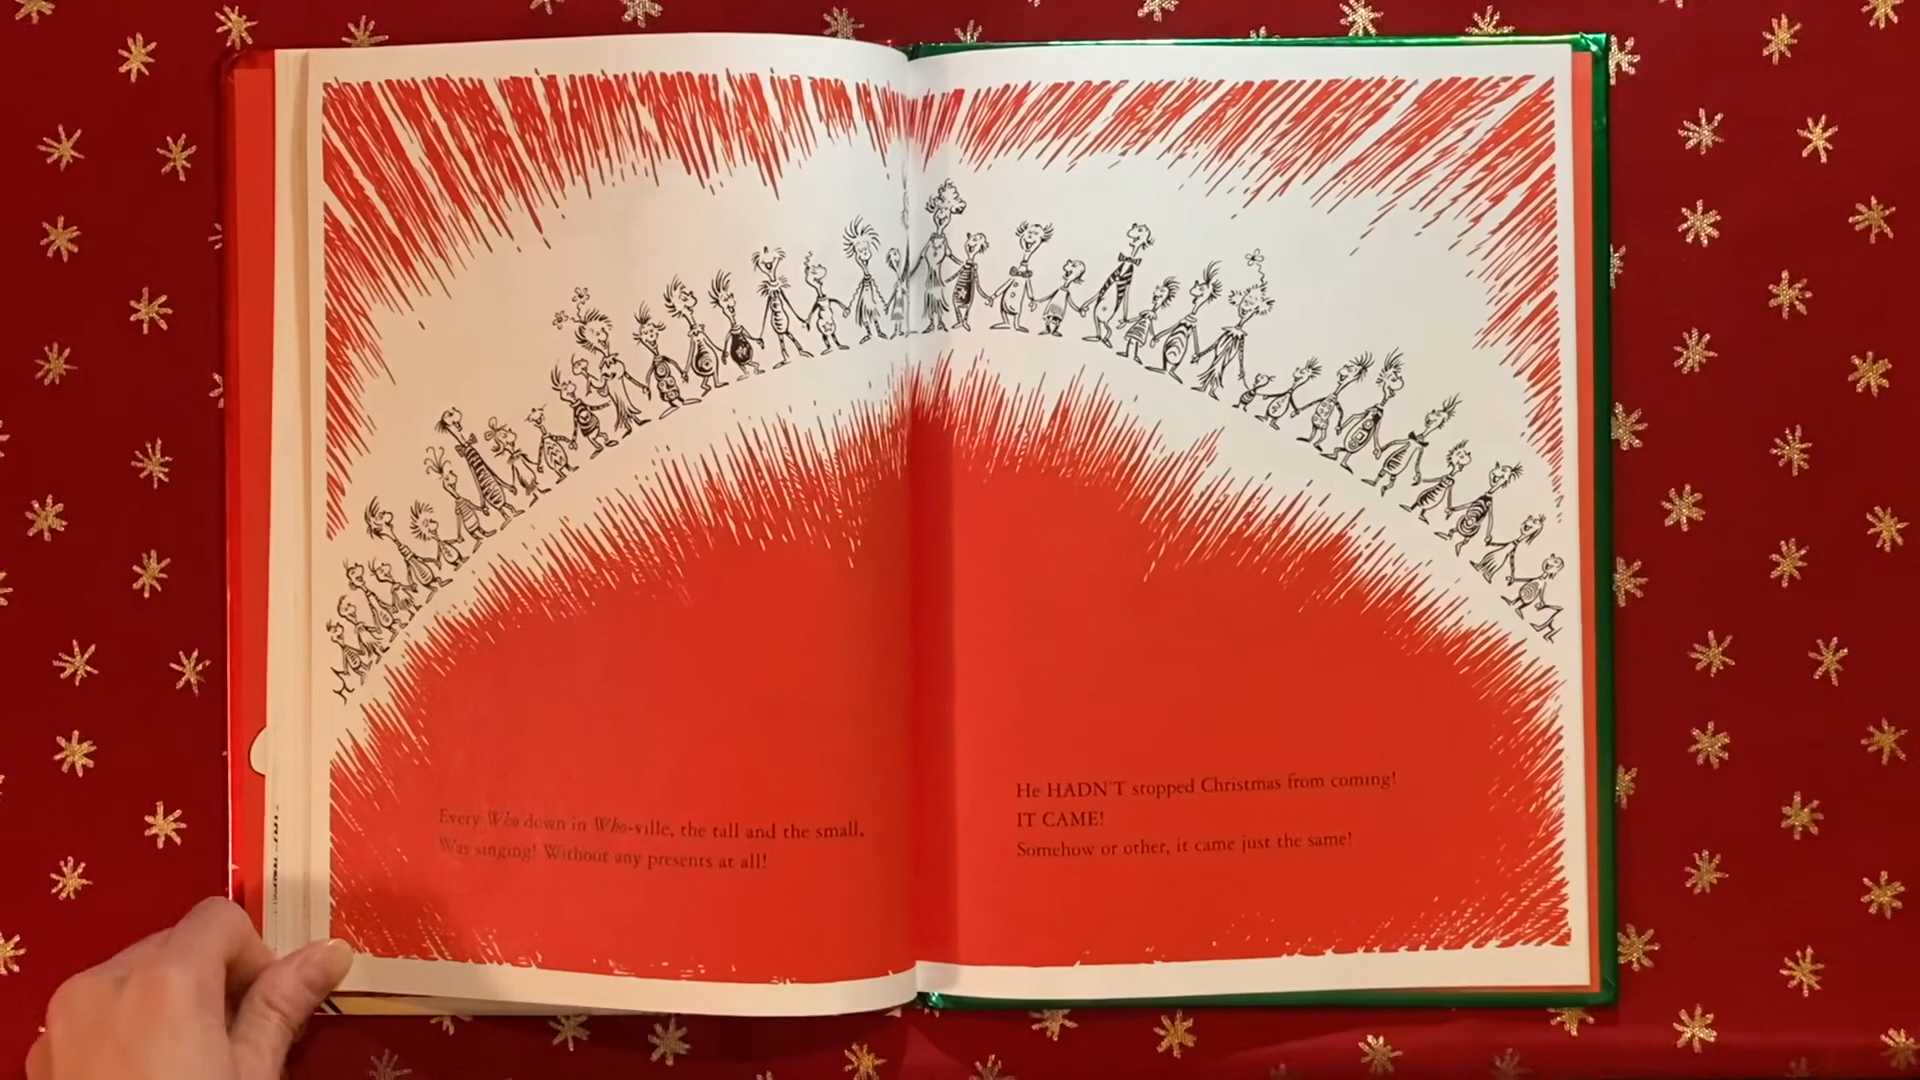 Every Who down in Who-ville, the tall and the small,
Was singing! Without any presents at all!
He HADN'T stopped Christmas from coming!
IT CAME!
Somehow or other, it came just the same!